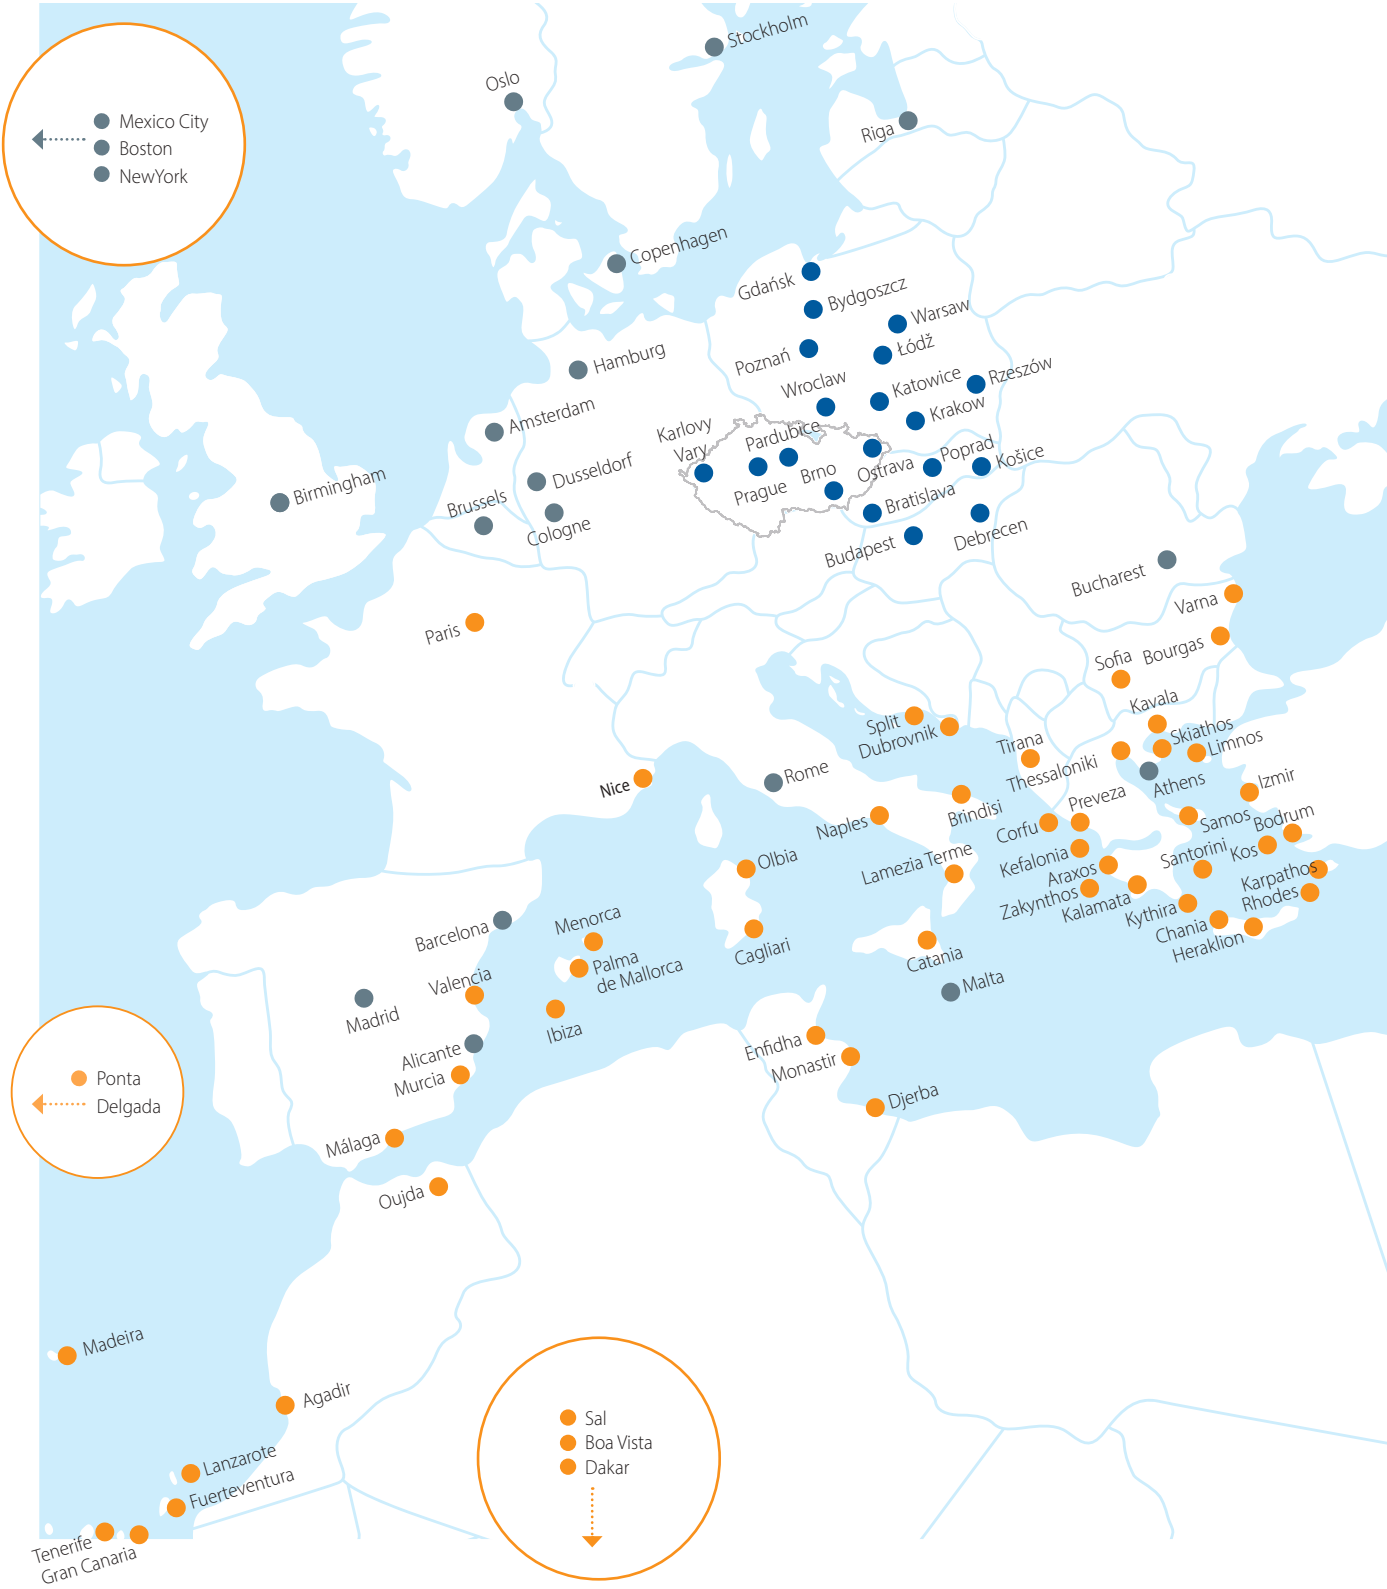 Stockholm
Oslo
Mexico City
Boston
NewYork
Riga
Copenhagen
Gdańsk
Bydgoszcz
Warsaw
Łódž
Poznań
Hamburg
Wroclaw
Katowice
Rzeszów
Krakow
Amsterdam
Karlovy
Vary
Pardubice
Prague
Brno
Ostrava
Poprad
Košice
Birmingham
Dusseldorf
Brussels
Cologne
Bratislava
Budapest
Debrecen
Bucharest
Varna
Paris
Bourgas
Sofia
Kavala
Split
Dubrovnik
Tirana
Skiathos
Limnos
Thessaloniki
Athens
Nice
Rome
Izmir
Brindisi
Preveza
Naples
Corfu
Samos
Bodrum
Olbia
Lamezia Terme
Kefalonia
Araxos
Santorini
Kos
Zakynthos
Kalamata
Karpathos
Rhodes
Kythira
Chania
Heraklion
Barcelona
Menorca
Cagliari
Catania
Palma
de Mallorca
Valencia
Malta
Madrid
Ibiza
Alicante
Murcia
Enfidha
Monastir
Ponta
Delgada
Djerba
Málaga
Oujda
Madeira
Agadir
Sal
Boa Vista
Dakar
Lanzarote
Fuerteventura
Tenerife
Gran Canaria